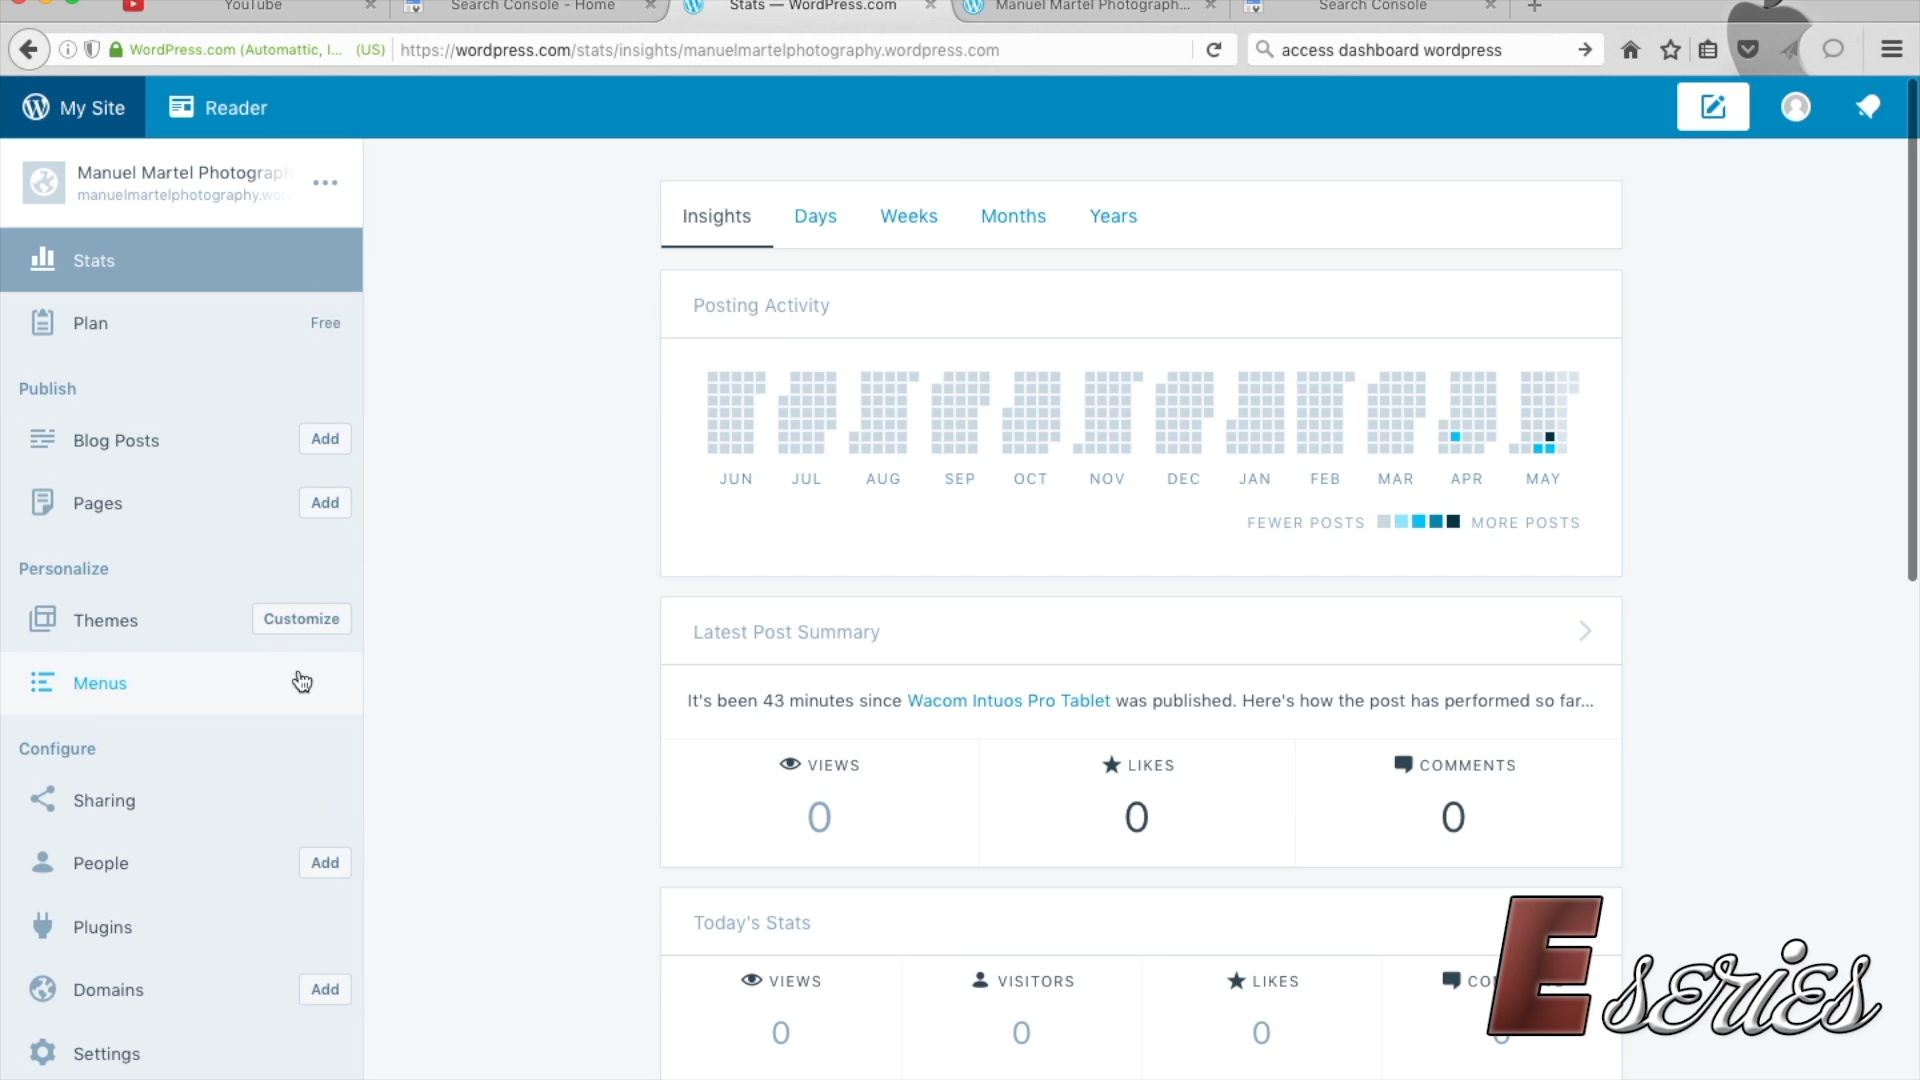 YouTube
Search Console - Home
Stats — WordPress.com
Manuel Martel Photograph...
Search Console
WordPress.com (Automattic, I... (US)
https://wordpress.com/stats/insights/manuelmartelphotography.wordpress.com
access dashboard wordpress
My Site
Reader
Manuel Martel Photograph
manuelmartelphotography.wor
Insights
Days
Weeks
Months
Years
Stats
Plan
Free
Publish
Blog Posts
Add
Pages
Add
Personalize
Themes
Customize
Menus
Configure
Sharing
People
Add
Plugins
Domains
Add
Settings
Posting Activity
JUN JUL AUG SEP OCT NOV DEC JAN FEB MAR APR MAY
FEWER POSTS MORE POSTS
Latest Post Summary
It's been 43 minutes since Wacom Intuos Pro Tablet was published. Here's how the post has performed so far...
VIEWS LIKES COMMENTS
0 0 0
Today's Stats
VIEWS VISITORS LIKES CO
0 0 0 0
E series